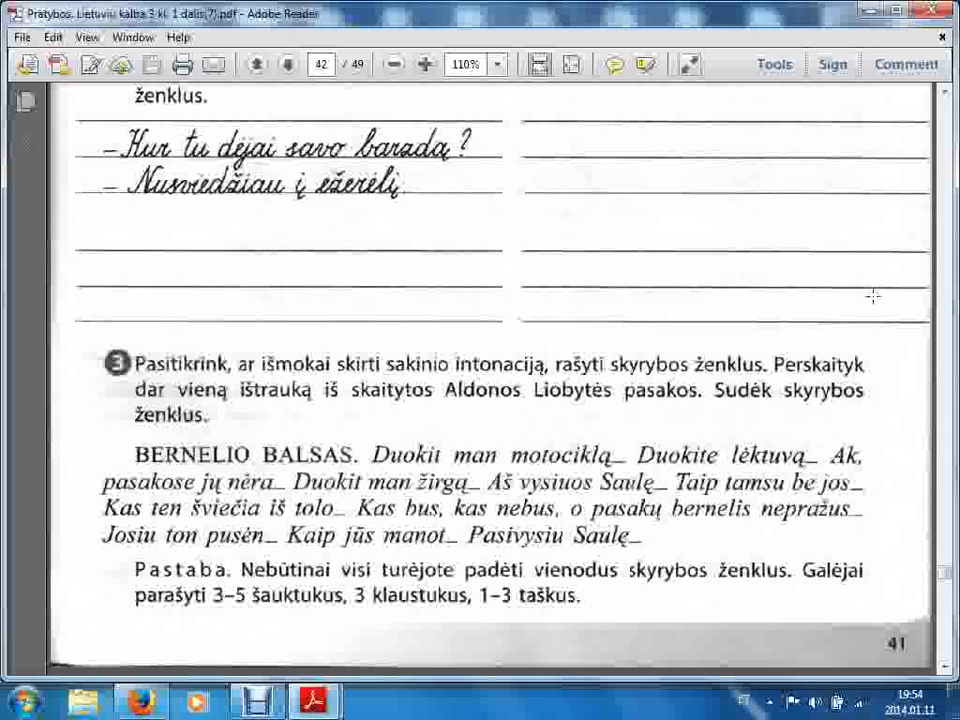 Pratybos. Lietuviu kalba 3 kl. 1 dalis(7).pdf - Adobe Reader
File Edit View Window Help
42 / 49 110% Tools Sign Comment
ženklus.
– Kur tu dėjai savo barzdą?
– Nusviedžiau į ežerėlį.
3 Pasitikrink, ar išmokai skirti sakinio intonaciją, rašyti skyrybos ženklus. Perskaityk
dar vieną ištrauką iš skaitytos Aldonos Liobytės pasakos. Sudėk skyrybos
ženklus.
BERNELIO BALSAS. Duokit man motociklą_ Duokite lėktuvą_ Ak,
pasakose jų nėra_ Duokit man žirgą_ Aš vysiuos Saulę_ Taip tamsu be jos_
Kas ten šviečia iš tolo_ Kas bus, kas nebus, o pasakų bernelis nepražus_
Josiu ton pusėn_ Kaip jūs manot_ Pasivysiu Saulę_
Pastaba. Nebūtinai visi turėjote padėti vienodus skyrybos ženklus. Galėjai
parašyti 3–5 šauktukus, 3 klaustukus, 1–3 taškus.
41
19:54
2014.01.11